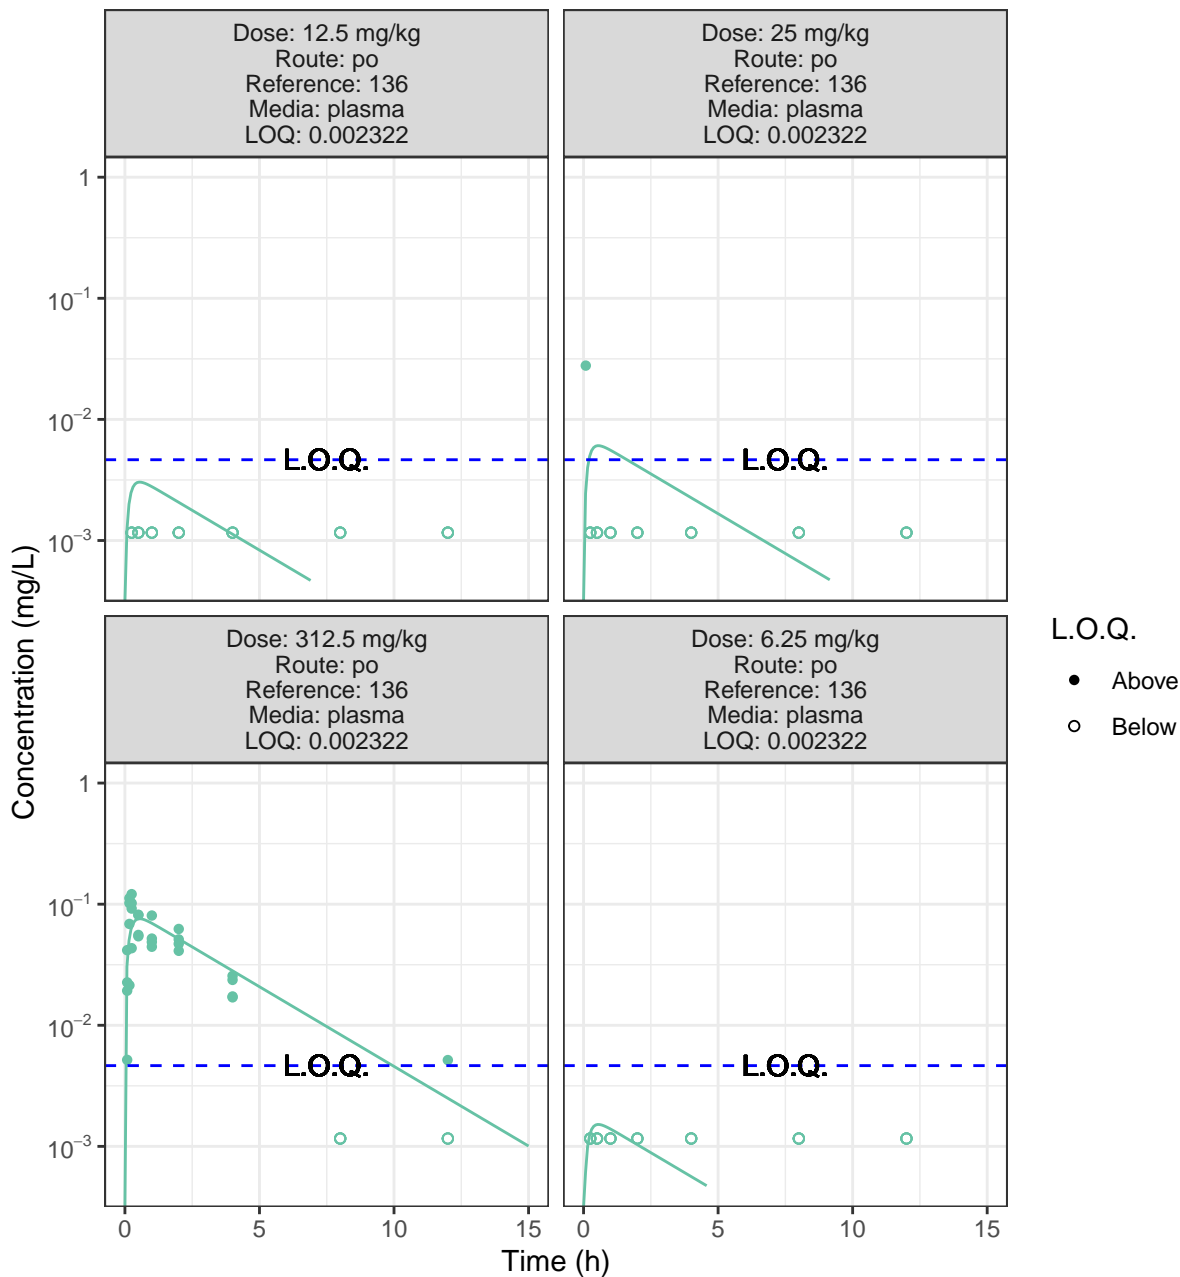 Dose: 12.5 mg/kg
Route: po
Reference: 136
Media: plasma
LOQ: 0.002322
Dose: 25 mg/kg
Route: po
Reference: 136
Media: plasma
LOQ: 0.002322
1
10⁻¹
10⁻²
10⁻³
L.O.Q.
L.O.Q.
Dose: 312.5 mg/kg
Route: po
Reference: 136
Media: plasma
LOQ: 0.002322
Dose: 6.25 mg/kg
Route: po
Reference: 136
Media: plasma
LOQ: 0.002322
1
10⁻¹
10⁻²
10⁻³
L.O.Q.
L.O.Q.
0 5 10 15
0 5 10 15
Time (h)
Concentration (mg/L)
L.O.Q.
Above
Below